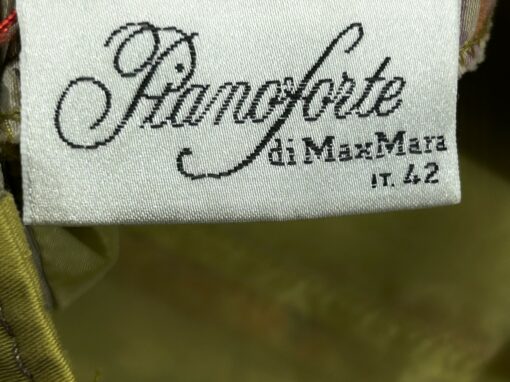 Pianoforte
di MaxMara
IT. 42